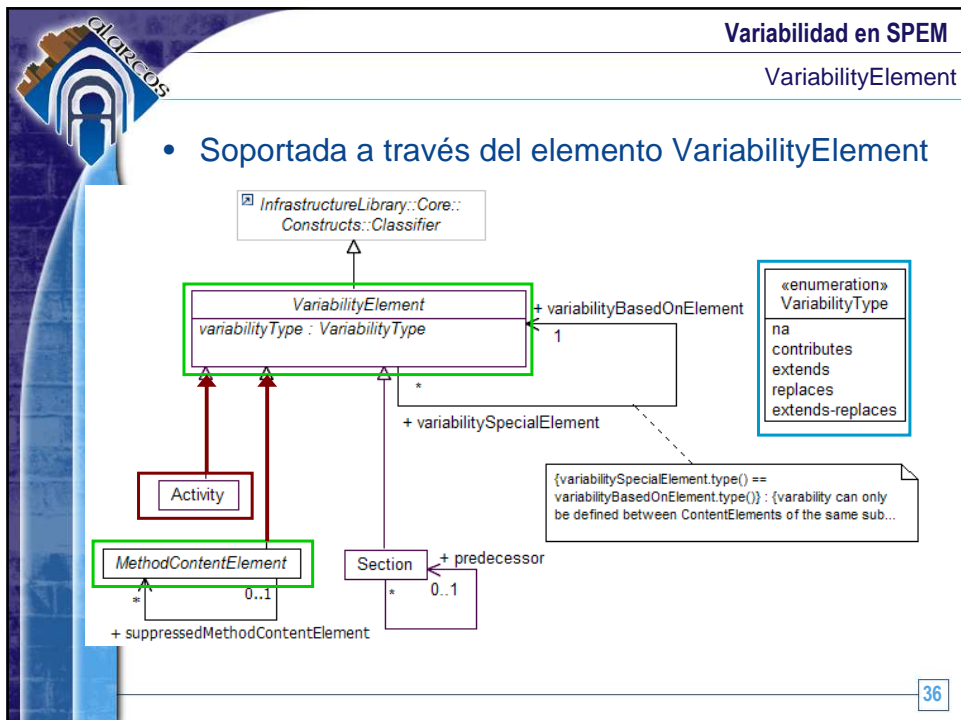 alarcos
Variabilidad en SPEM
VariabilityElement
• Soportada a través del elemento VariabilityElement
InfrastructureLibrary::Core::
Constructs::Classifier
VariabilityElement
variabilityType : VariabilityType
+ variabilityBasedOnElement
1
*
+ variabilitySpecialElement
«enumeration»
VariabilityType
na
contributes
extends
replaces
extends-replaces
{variabilitySpecialElement.type() ==
variabilityBasedOnElement.type()} : {varability can only
be defined between ContentElements of the same sub...
Activity
MethodContentElement
*
0..1
+ suppressedMethodContentElement
Section
+ predecessor
*
0..1
36